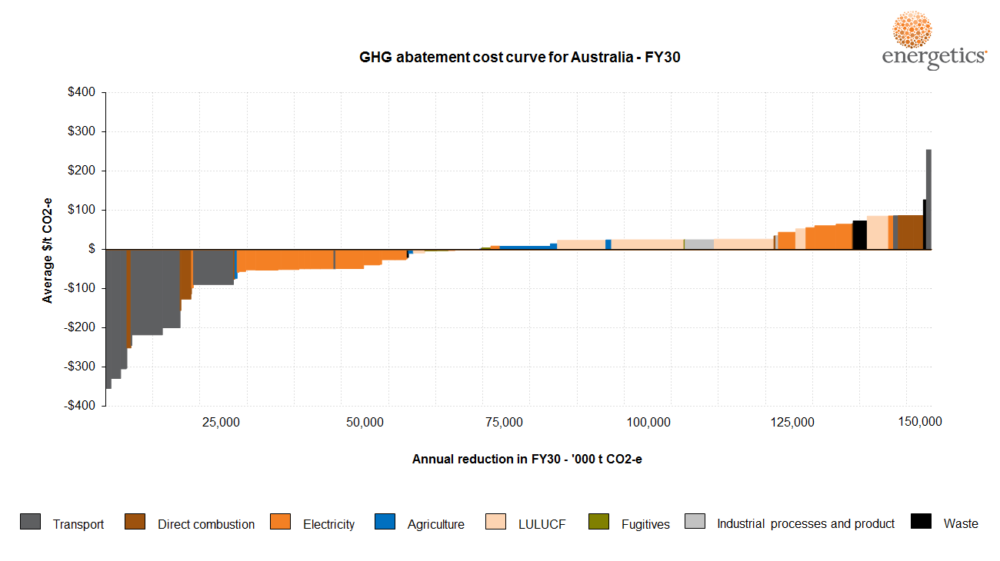 energetics
GHG abatement cost curve for Australia - FY30
Average $/t CO2-e
$400
$300
$200
$100
$
-$100
-$200
-$300
-$400
25,000 50,000 75,000 100,000 125,000 150,000
Annual reduction in FY30 - '000 t CO2-e
Transport Direct combustion Electricity Agriculture LULUCF Fugitives Industrial processes and product Waste